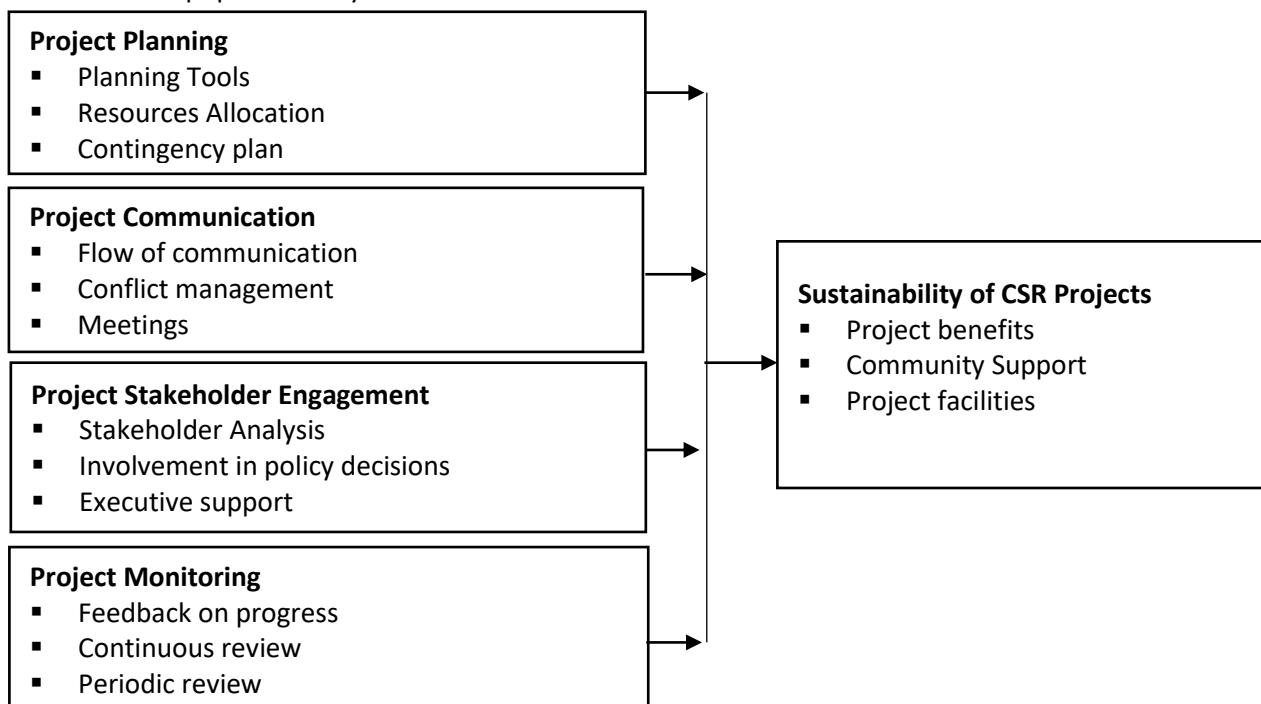 Project Planning
▪ Planning Tools
▪ Resources Allocation
▪ Contingency plan
Project Communication
▪ Flow of communication
▪ Conflict management
▪ Meetings
Project Stakeholder Engagement
▪ Stakeholder Analysis
▪ Involvement in policy decisions
▪ Executive support
Project Monitoring
▪ Feedback on progress
▪ Continuous review
▪ Periodic review
Sustainability of CSR Projects
▪ Project benefits
▪ Community Support
▪ Project facilities